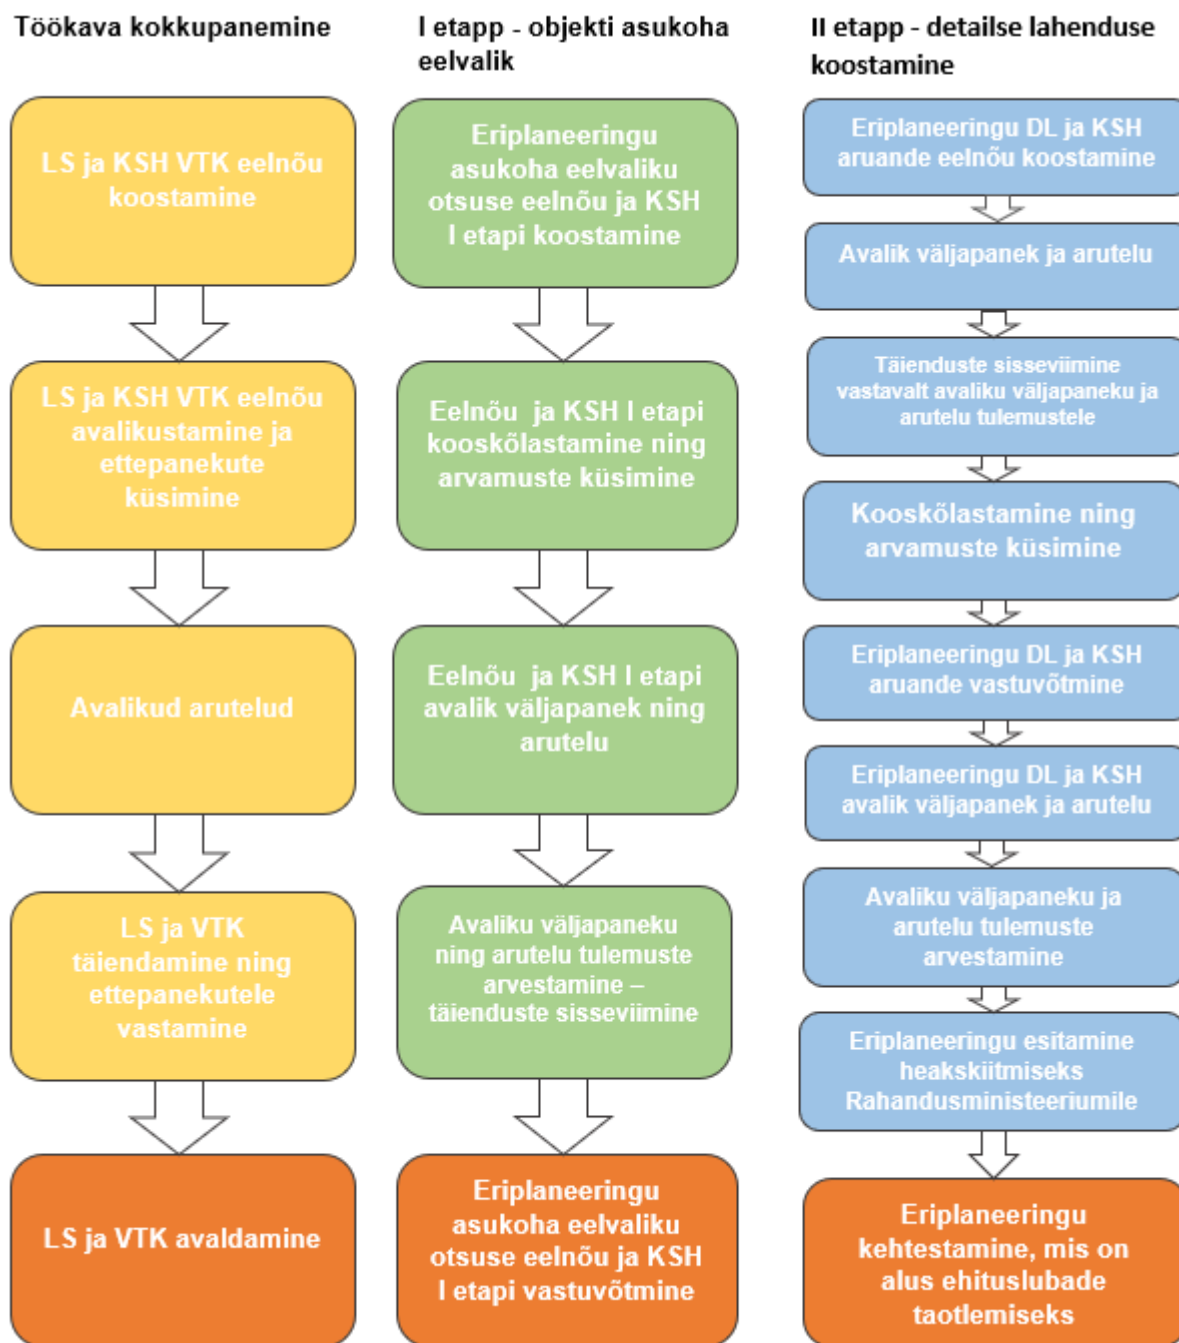 Töökava kokkupanemine
LS ja KSH VTK eelnõu
koostamine
LS ja KSH VTK eelnõu
avalikustamine ja
ettepanekute
küsimine
Avalikud arutelud
LS ja VTK
täiendamine ning
ettepanekutele
vastamine
LS ja VTK avaldamine
I etapp - objekti asukoha
eelvalik
Eriplaneeringu
asukoha eelvaliku
otsuse eelnõu ja KSH
I etapi koostamine
Eelnõu ja KSH I etapi
kooskõlastamine ning
arvamuste küsimine
Eelnõu ja KSH I etapi
avalik väljapanek ning
arutelu
Avaliku väljapaneku
ning arutelu tulemuste
arvestamine –
täienduste sisseviimine
Eriplaneeringu
asukoha eelvaliku
otsuse eelnõu ja KSH
I etapi vastuvõtmine
II etapp - detailse lahenduse
koostamine
Eriplaneeringu DL ja KSH
aruande eelnõu koostamine
Avalik väljapanek ja arutelu
Täienduste sisseviimine
vastavalt avaliku väljapaneku ja
arutelu tulemustele
Kooskõlastamine ning
arvamuste küsimine
Eriplaneeringu DL ja KSH
aruande vastuvõtmine
Eriplaneeringu DL ja KSH
avalik väljapanek ja arutelu
Avaliku väljapaneku ja
arutelu tulemuste
arvestamine
Eriplaneeringu esitamine
heakskiitmiseks
Rahandusministeeriumile
Eriplaneeringu
kehtestamine, mis on
alus ehituslubade
taotlemiseks